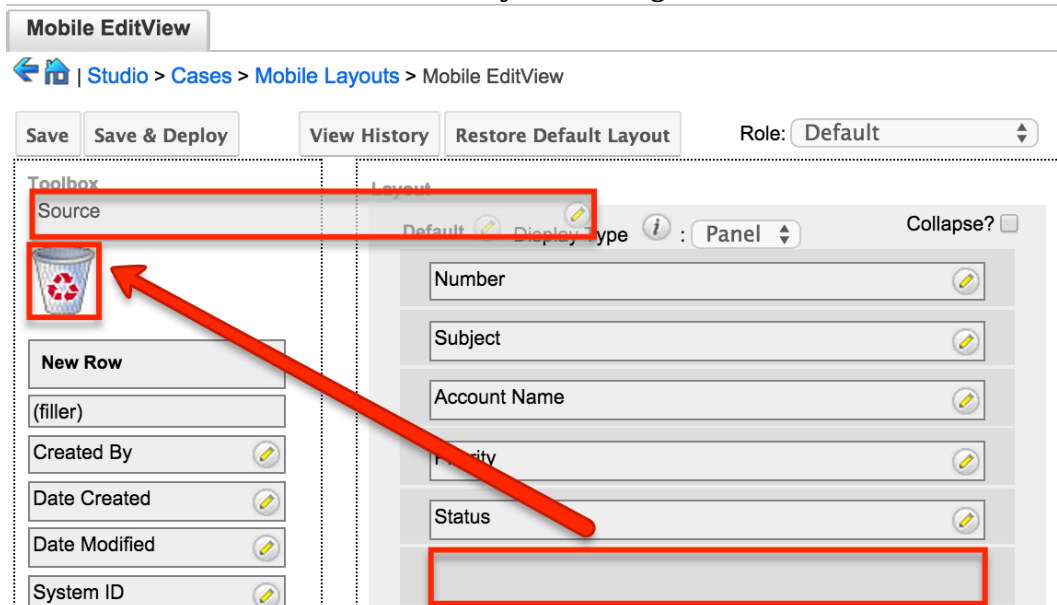 Mobile EditView
| Studio > Cases > Mobile Layouts > Mobile EditView
Save Save & Deploy View History Restore Default Layout Role: Default
Toolbox
Source
New Row
(filler)
Created By
Date Created
Date Modified
System ID
Layout
Default Display Type i : Panel Collapse?
Number
Subject
Account Name
Priority
Status